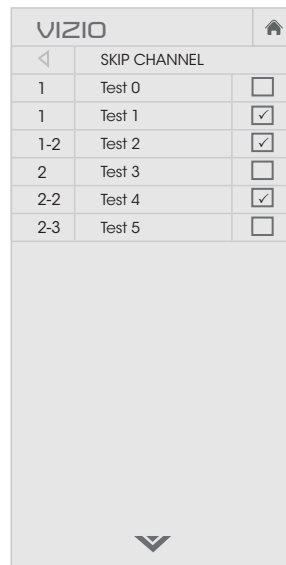 VIZIO
SKIP CHANNEL
1 Test 0
1 Test 1
1-2 Test 2
2 Test 3
2-2 Test 4
2-3 Test 5